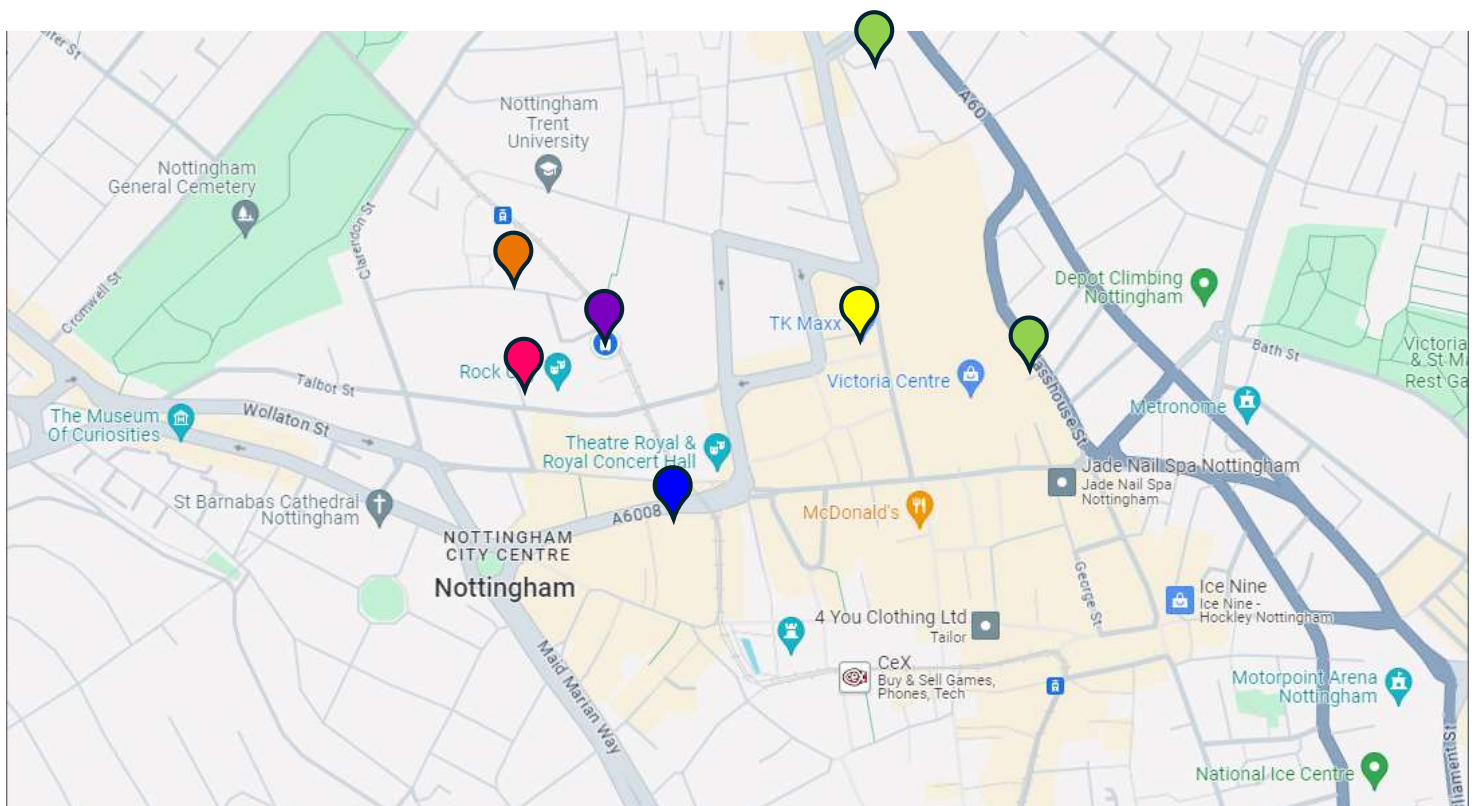 A60
Nottingham
Trent
University
Nottingham
General Cemetery
Clarendon St
Cromwell St
Depot Climbing
Nottingham
TK Maxx
Bath St
Victoria
Rest Ga
Rock
Talbot St
Victoria Centre
Wollaton St
The Museum
Of Curiosities
Metronome
Theatre Royal &
Royal Concert Hall
Jade Nail Spa Nottingham
Jade Nail Spa
Nottingham
St Barnabas Cathedral
Nottingham
A6008
McDonald's
NOTTINGHAM
CITY CENTRE
Nottingham
George St
Ice Nine
Ice Nine -
Hockley Nottingham
4 You Clothing Ltd
Tailor
CeX
Buy & Sell Games,
Phones, Tech
Maid Marian Way
Motorpoint Arena
Nottingham
National Ice Centre